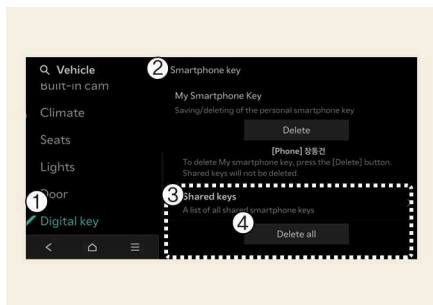 Vehicle
Built-in cam
Climate
Seats
Lights
Door
1
Digital key
2
Smartphone key
My Smartphone Key
Saving/deleting of the personal smartphone key
Delete
[Phone] 장동건
To delete My smartphone key, press the [Delete] button.
Shared keys will not be deleted.
3
Shared keys
A list of all shared smartphone keys
4
Delete all